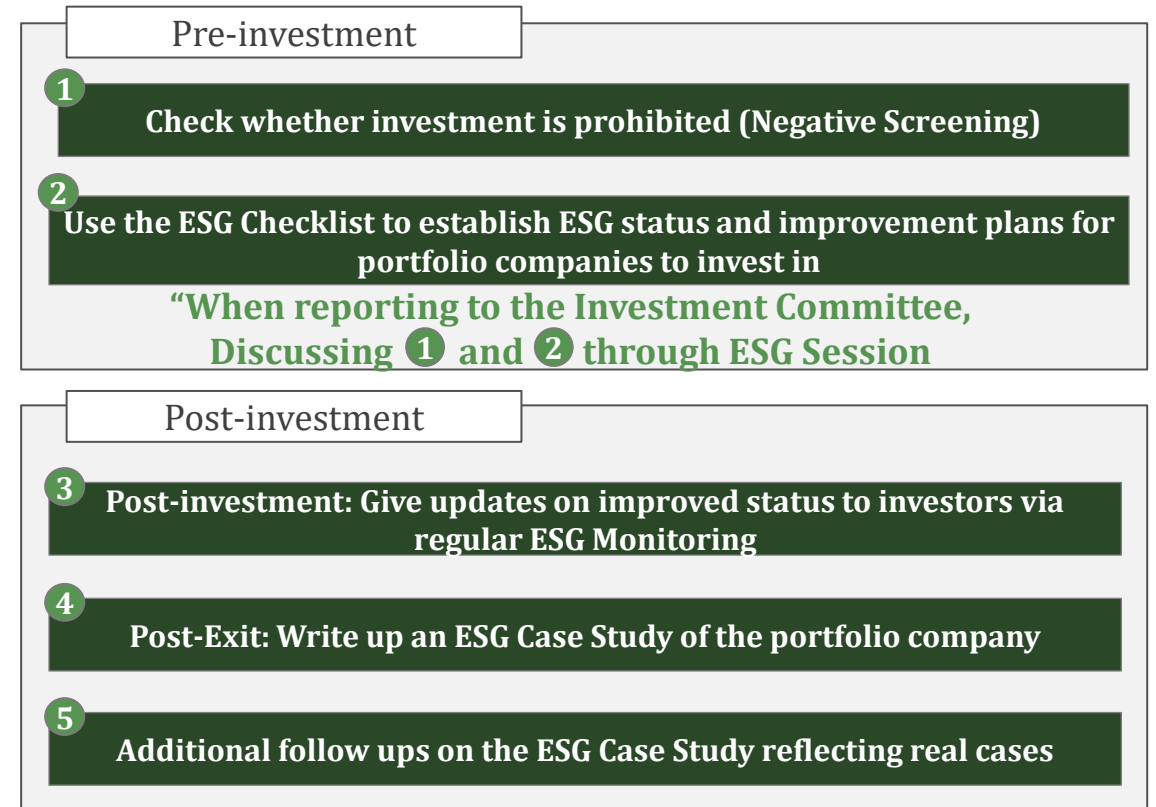 Pre-investment
1
Check whether investment is prohibited (Negative Screening)
2
Use the ESG Checklist to establish ESG status and improvement plans for
portfolio companies to invest in
“When reporting to the Investment Committee,
Discussing 1 and 2 through ESG Session
Post-investment
3
Post-investment: Give updates on improved status to investors via
regular ESG Monitoring
4
Post-Exit: Write up an ESG Case Study of the portfolio company
5
Additional follow ups on the ESG Case Study reflecting real cases